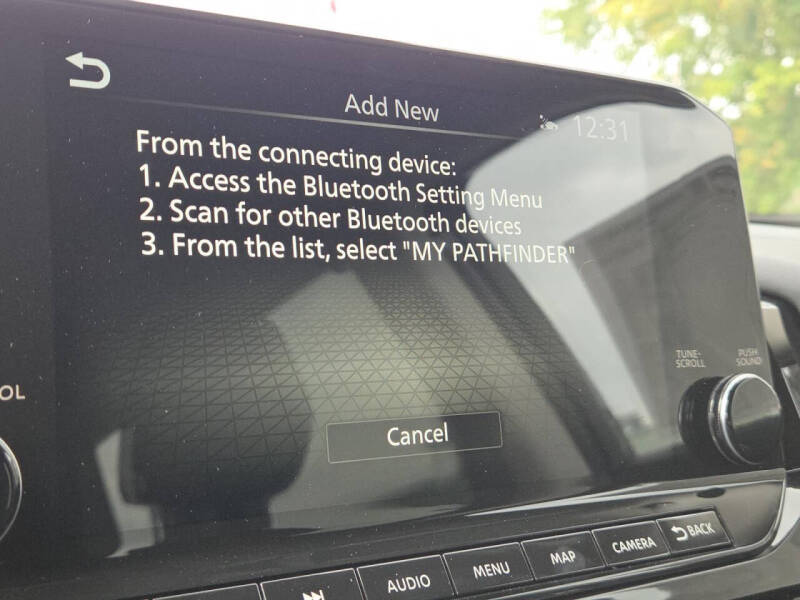 Add New
12:31
From the connecting device:
1. Access the Bluetooth Setting Menu
2. Scan for other Bluetooth devices
3. From the list, select "MY PATHFINDER"
TUNE-
SCROLL
PUSH
SOUND
OL
Cancel
AUDIO
MENU
MAP
CAMERA
BACK